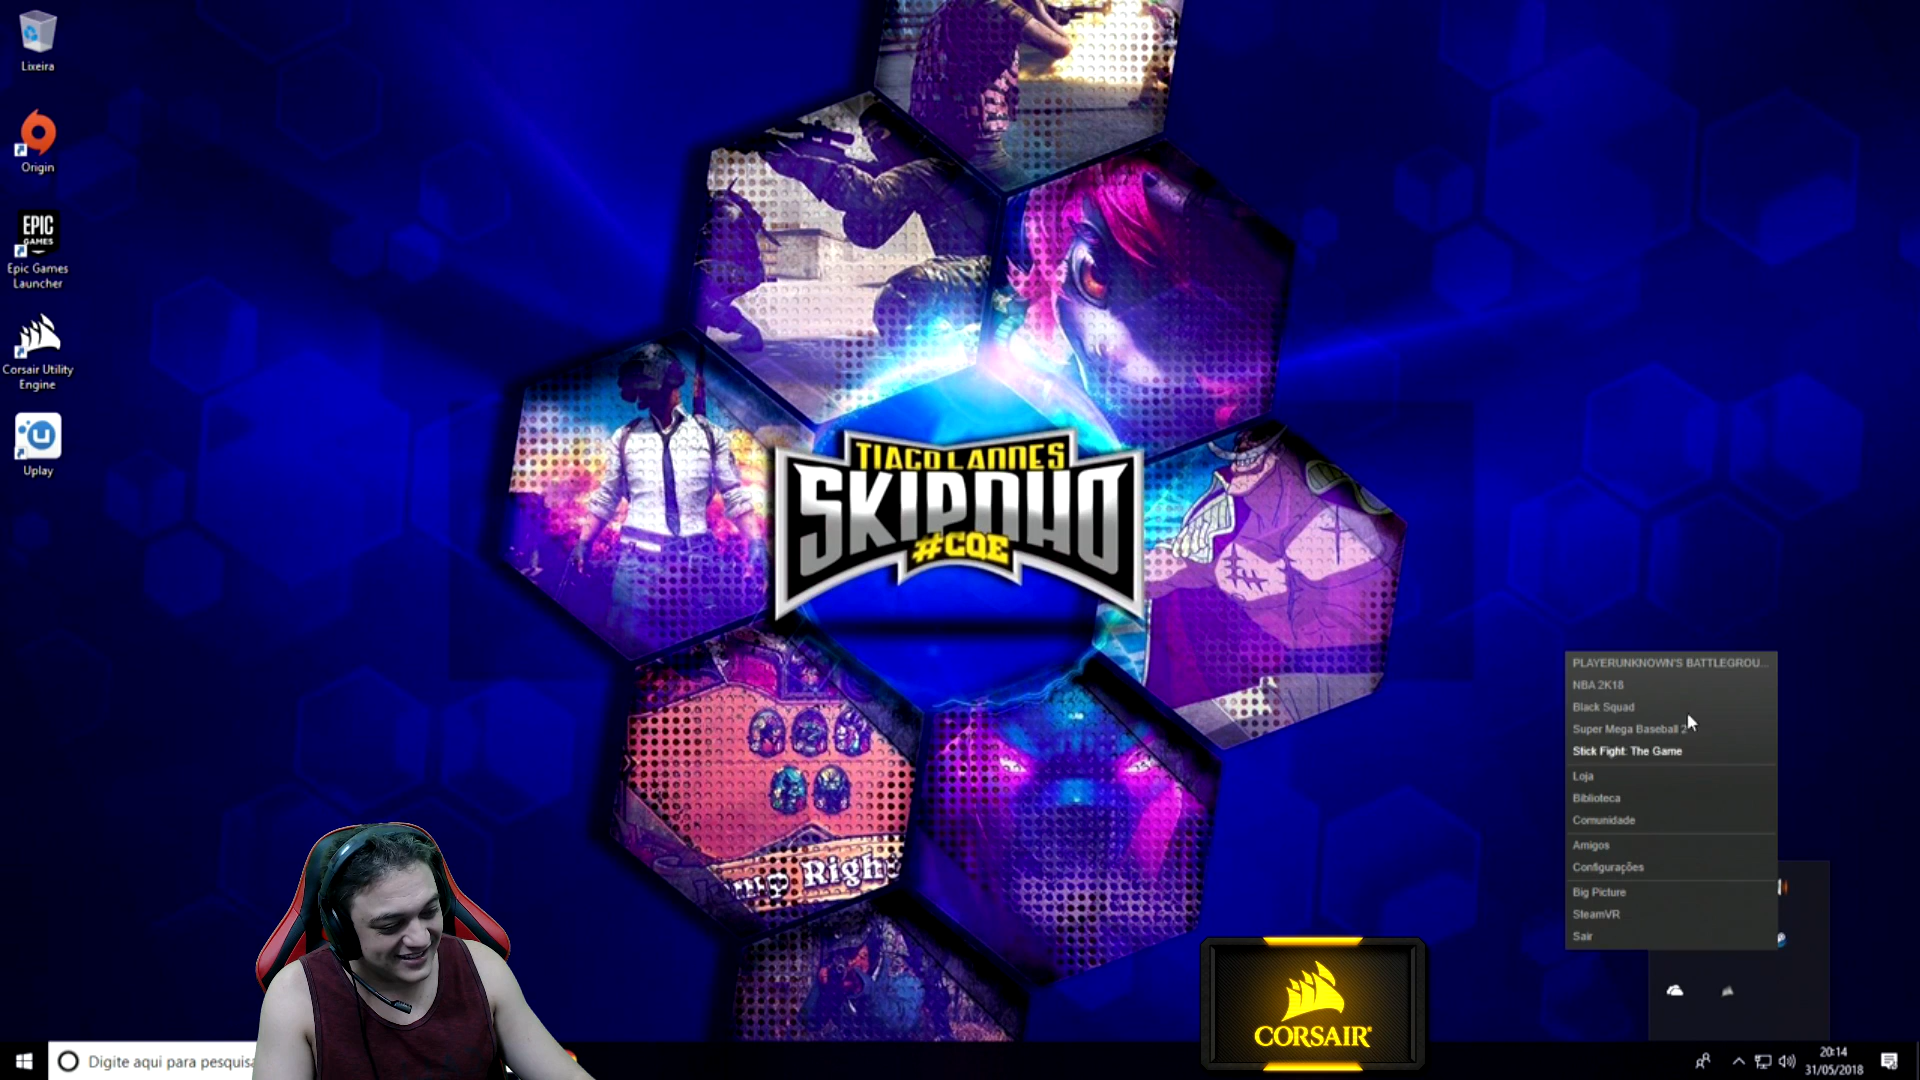 Lixeira
Origin
EPIC
GAMES
Epic Games
Launcher
Corsair Utility
Engine
Uplay
TIAGO LANNES
SKIPNHO
#CQE
PLAYERUNKNOWN'S BATTLEGROU...
NBA 2K18
Black Squad
Super Mega Baseball 2
Stick Fight: The Game
Loja
Biblioteca
Comunidade
Amigos
Configurações
Big Picture
SteamVR
Sair
Righ
CORSAIR
Digite aqui para pesquisa
20:14
31/05/2018